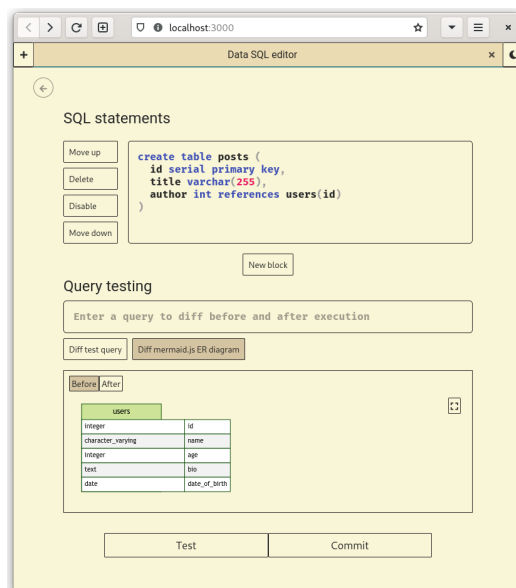 localhost:3000
Data SQL editor
SQL statements
Move up
Delete
Disable
Move down
create table posts (
id serial primary key,
title varchar(255),
author int references users(id)
)
New block
Query testing
Enter a query to diff before and after execution
Diff test query
Diff mermaid.js ER diagram
Before After
users
integer id
character_varying name
integer age
text bio
date date_of_birth
Test
Commit